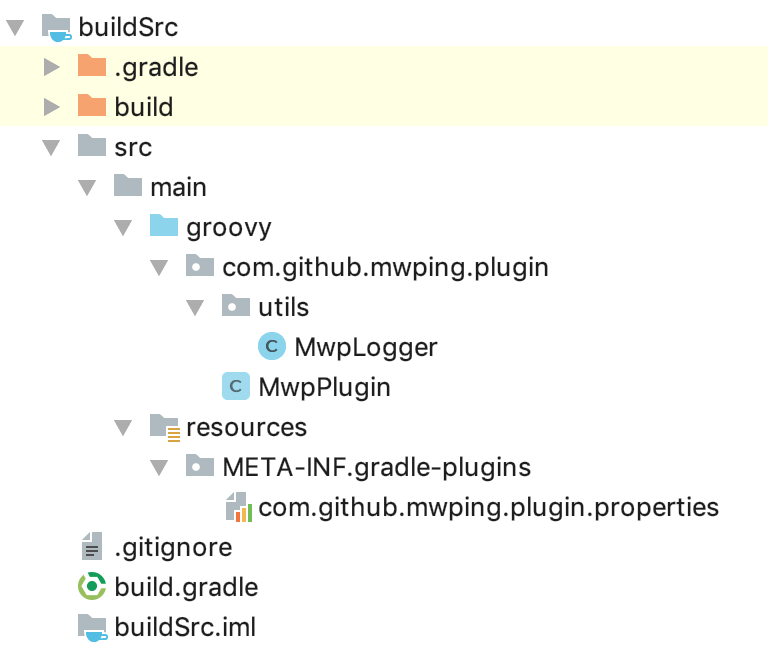 buildSrc
.gradle
build
src
main
groovy
com.github.mwping.plugin
utils
C MwpLogger
C MwpPlugin
resources
META-INF.gradle-plugins
com.github.mwping.plugin.properties
.gitignore
build.gradle
buildSrc.iml